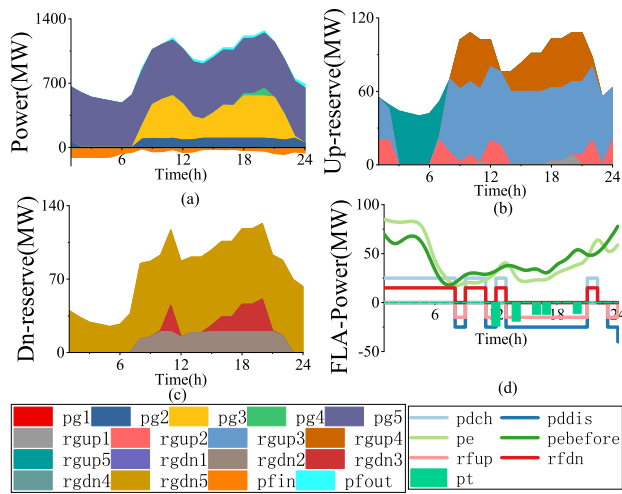 1400
700
0
Power(MW)
6 12 18 24
Time(h)
(a)
120
60
0
Up-reserve(MW)
6 12 18 24
Time(h)
(b)
140
70
0
Dn-reserve(MW)
6 12 18 24
Time(h)
(c)
100
50
0
-50
FLA-Power(MW)
6 12 18 24
Time(h)
(d)
pg1 pg2 pg3 pg4 pg5
rgup1 rgup2 rgup3 rgup4
rgup5 rgdn1 rgdn2 rgdn3
rgdn4 rgdn5 pfin pfout
pdch pddis
pe pebefore
rfup rfdn
pt